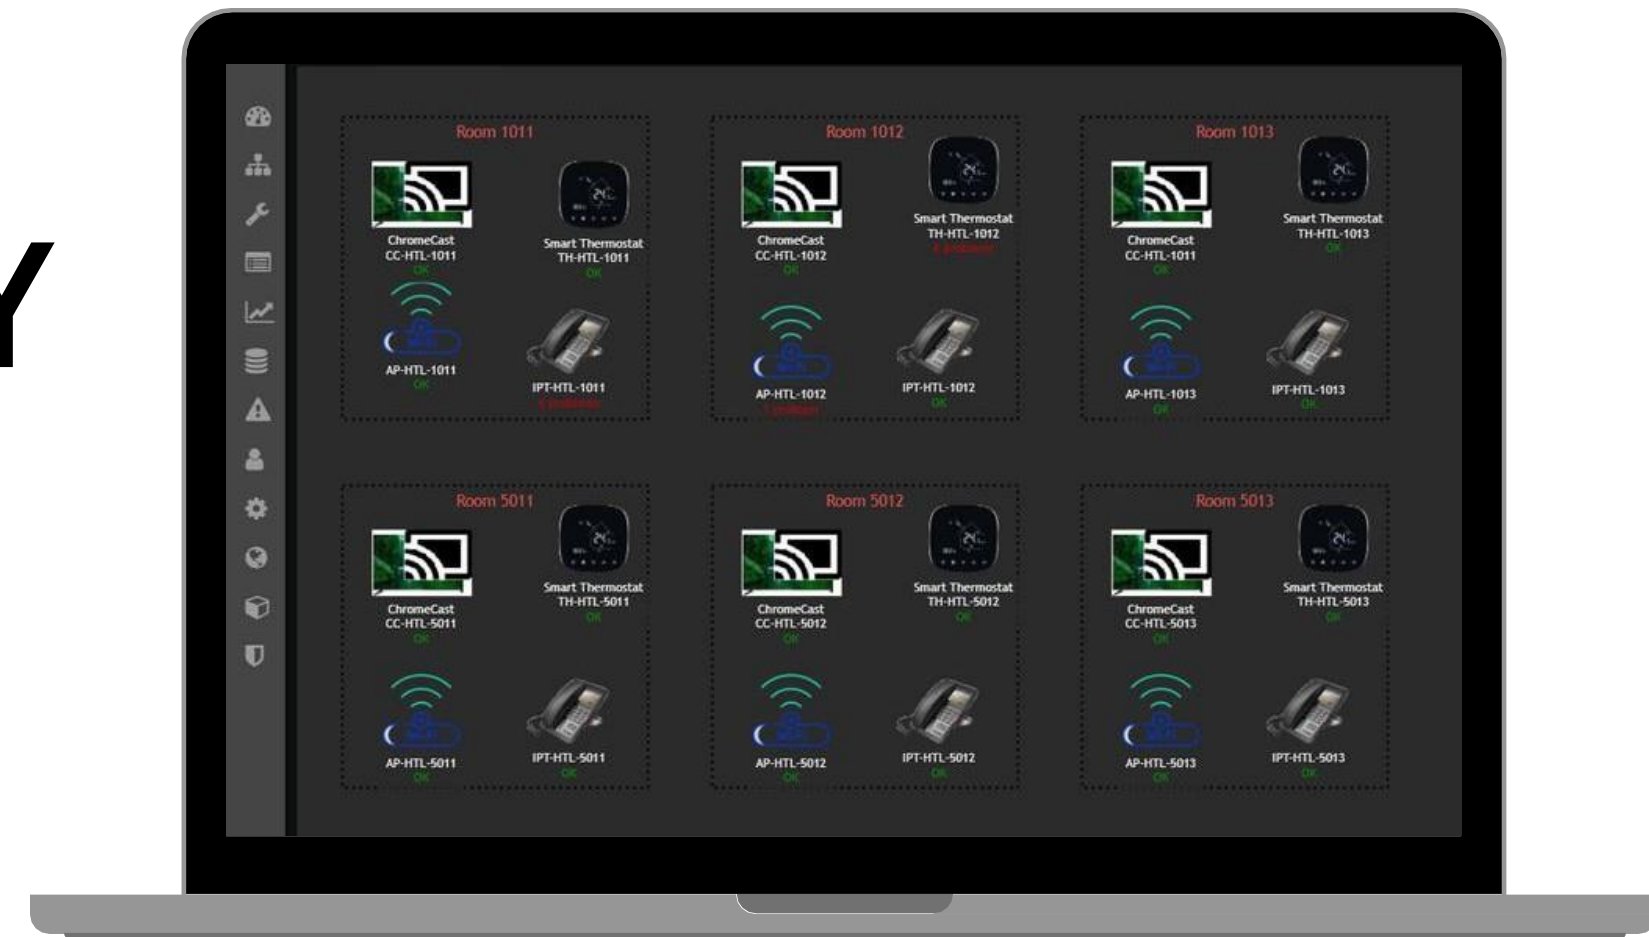 Y
Room 1011
ChromeCast
CC-HTL-1011
OK
Smart Thermostat
TH-HTL-1011
OK
AP-HTL-1011
OK
IPT-HTL-1011
Room 1012
ChromeCast
CC-HTL-1012
OK
Smart Thermostat
TH-HTL-1012
AP-HTL-1012
1 problem
IPT-HTL-1012
OK
Room 1013
ChromeCast
CC-HTL-1011
OK
Smart Thermostat
TH-HTL-1013
OK
AP-HTL-1013
OK
IPT-HTL-1013
OK
Room 5011
ChromeCast
CC-HTL-5011
OK
Smart Thermostat
TH-HTL-5011
OK
AP-HTL-5011
OK
IPT-HTL-5011
OK
Room 5012
ChromeCast
CC-HTL-5012
OK
Smart Thermostat
TH-HTL-5012
OK
AP-HTL-5012
OK
IPT-HTL-5012
OK
Room 5013
ChromeCast
CC-HTL-5013
OK
Smart Thermostat
TH-HTL-5013
OK
AP-HTL-5013
OK
IPT-HTL-5013
OK